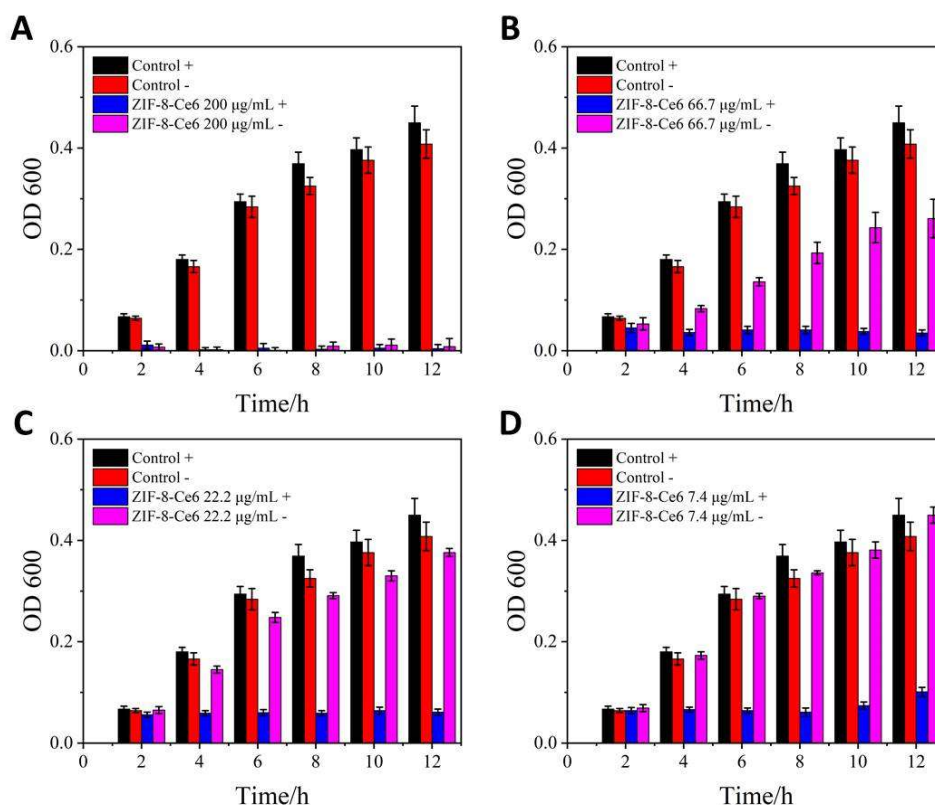 A
0.6
Control +
Control -
ZIF-8-Ce6 200 μg/mL +
ZIF-8-Ce6 200 μg/mL -
0.4
0.2
0.0
OD 600
0 2 4 6 8 10 12
Time/h
B
0.6
Control +
Control -
ZIF-8-Ce6 66.7 μg/mL +
ZIF-8-Ce6 66.7 μg/mL -
0.4
0.2
0.0
OD 600
0 2 4 6 8 10 12
Time/h
C
0.6
Control +
Control -
ZIF-8-Ce6 22.2 μg/mL +
ZIF-8-Ce6 22.2 μg/mL -
0.4
0.2
0.0
OD 600
0 2 4 6 8 10 12
Time/h
D
0.6
Control +
Control -
ZIF-8-Ce6 7.4 μg/mL +
ZIF-8-Ce6 7.4 μg/mL -
0.4
0.2
0.0
OD 600
0 2 4 6 8 10 12
Time/h